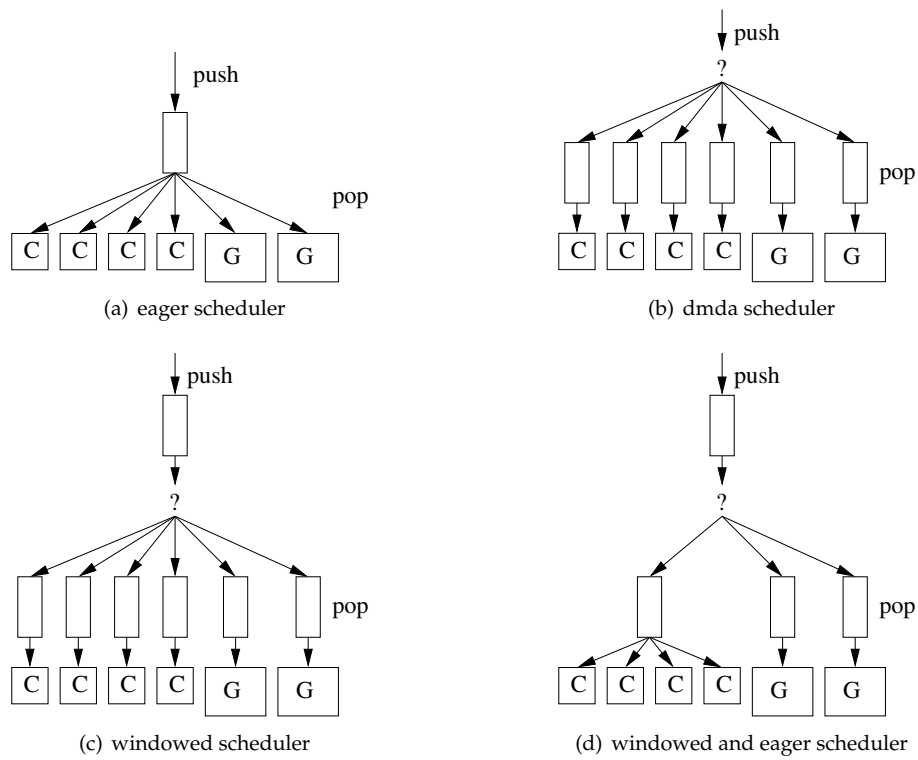 push
pop
C C C C G G
(a) eager scheduler
push
?
pop
C C C C G G
(b) dmda scheduler
push
?
pop
C C C C G G
(c) windowed scheduler
push
?
pop
C C C C G G
(d) windowed and eager scheduler